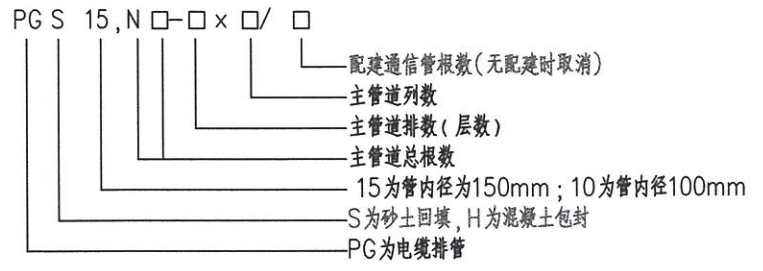 PG S 15,N □-□ × □/ □
配建通信管根数(无配建时取消)
主管道列数
主管道排数(层数)
主管道总根数
15为管内径为150mm;10为管内径100mm
S为砂土回填,H为混凝土包封
PG为电缆排管